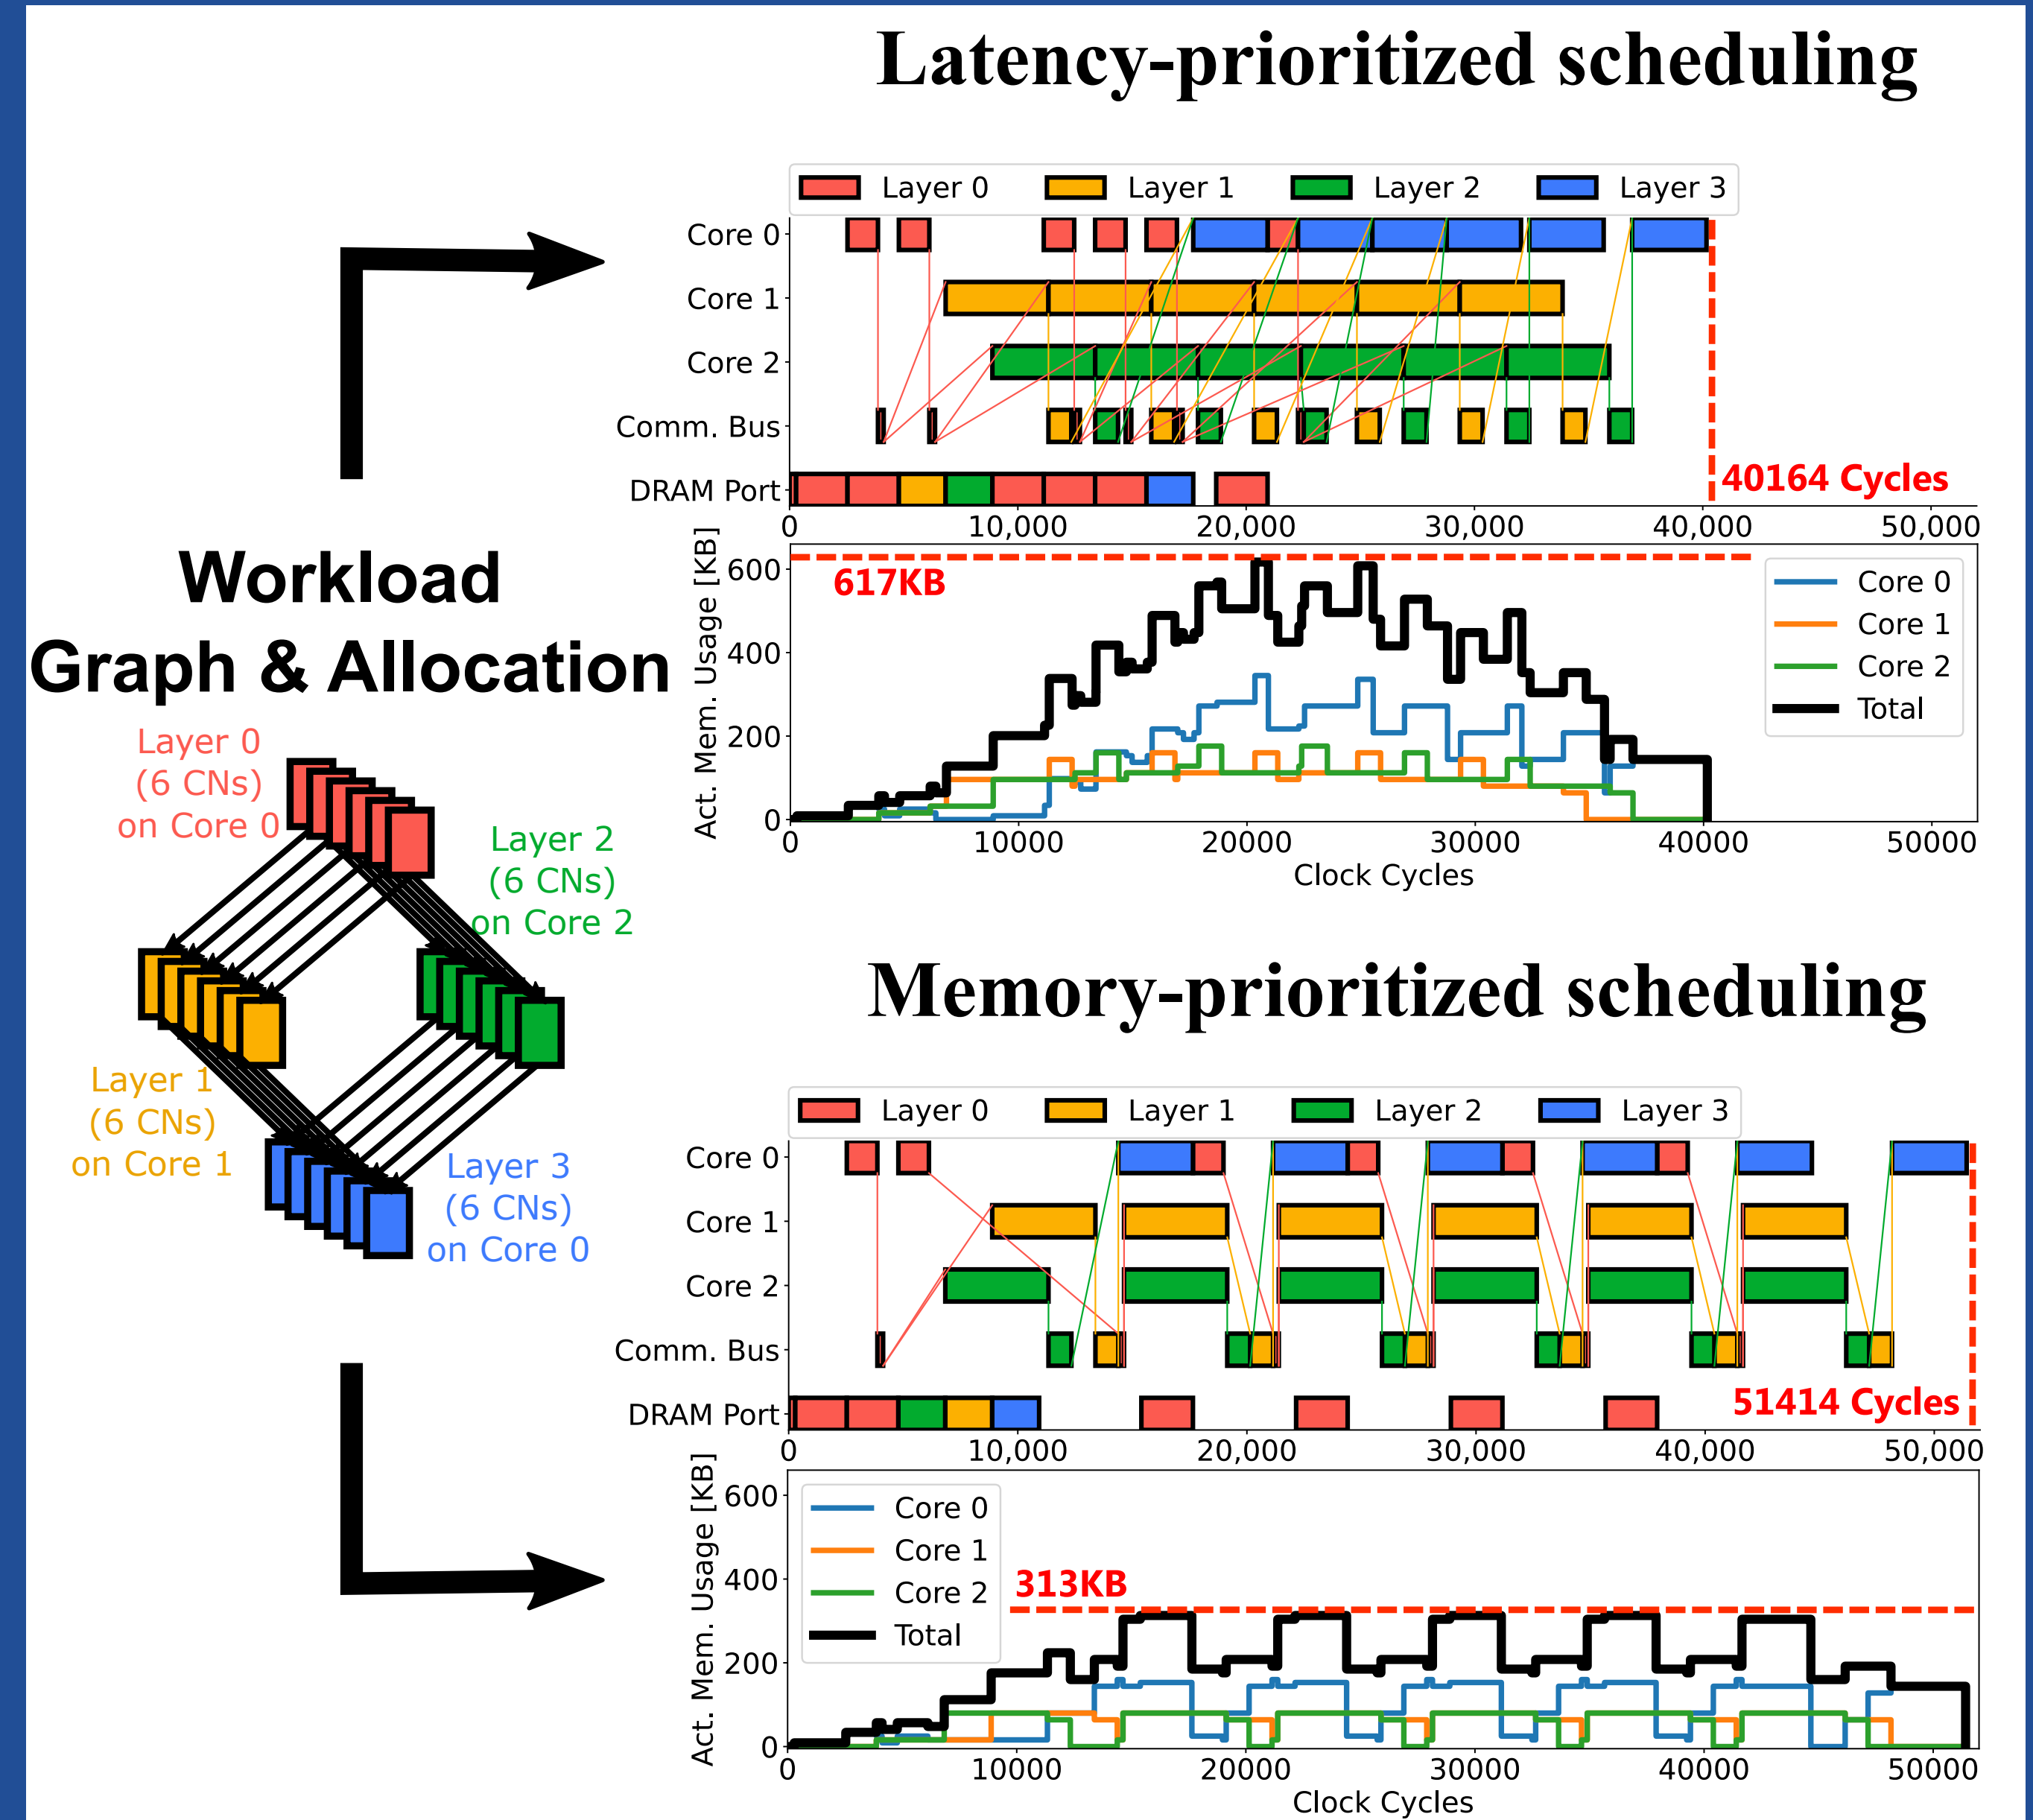 Latency-prioritized scheduling
Layer 0 Layer 1 Layer 2 Layer 3
Core 0
Core 1
Core 2
Comm. Bus
DRAM Port
40164 Cycles
0 10,000 20,000 30,000 40,000 50,000
Act. Mem. Usage [KB]
600
400
200
0
617KB
Core 0
Core 1
Core 2
Total
0 10000 20000 30000 40000 50000
Clock Cycles
Workload
Graph & Allocation
Layer 0
(6 CNs)
on Core 0
Layer 2
(6 CNs)
on Core 2
Layer 1
(6 CNs)
on Core 1
Layer 3
(6 CNs)
on Core 0
Memory-prioritized scheduling
Layer 0 Layer 1 Layer 2 Layer 3
Core 0
Core 1
Core 2
Comm. Bus
DRAM Port
51414 Cycles
0 10,000 20,000 30,000 40,000 50,000
Act. Mem. Usage [KB]
600
400
200
0
Core 0
Core 1
Core 2
Total
313KB
0 10000 20000 30000 40000 50000
Clock Cycles